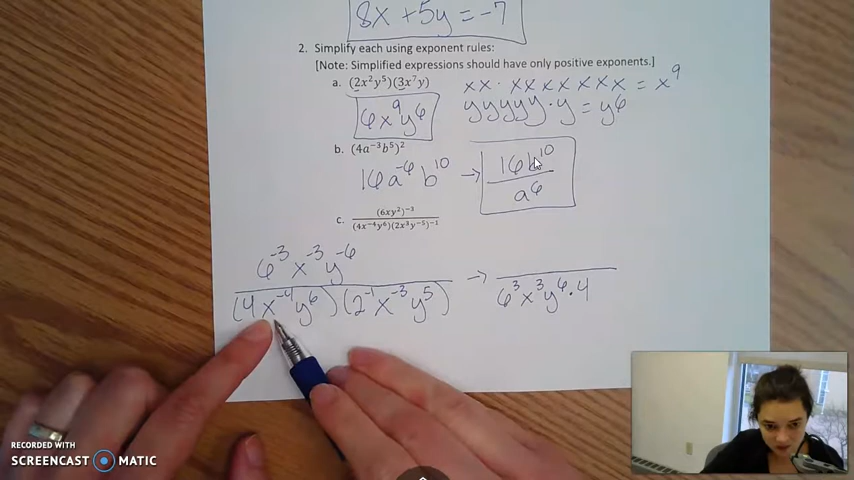 8x + 5y = -7
2. Simplify each using exponent rules:
[Note: Simplified expressions should have only positive exponents.]
a. (2x²y⁵)(3x⁷y)
xx · xxxxxxx = x⁹
yyyyy · y = y⁶
6x⁹y⁶
b. (4a⁻³b⁵)²
16a⁻⁶b¹⁰ → 16b¹⁰/a⁶
c. (6xy²)⁻³/(4x⁻⁴y⁶)(2x³y⁻⁵)⁻¹
6⁻³x⁻³y⁻⁶
(4x⁻⁴y⁶)(2⁻¹x⁻³y⁵) → 6³x³y⁶·4
RECORDED WITH
SCREENCAST MATIC